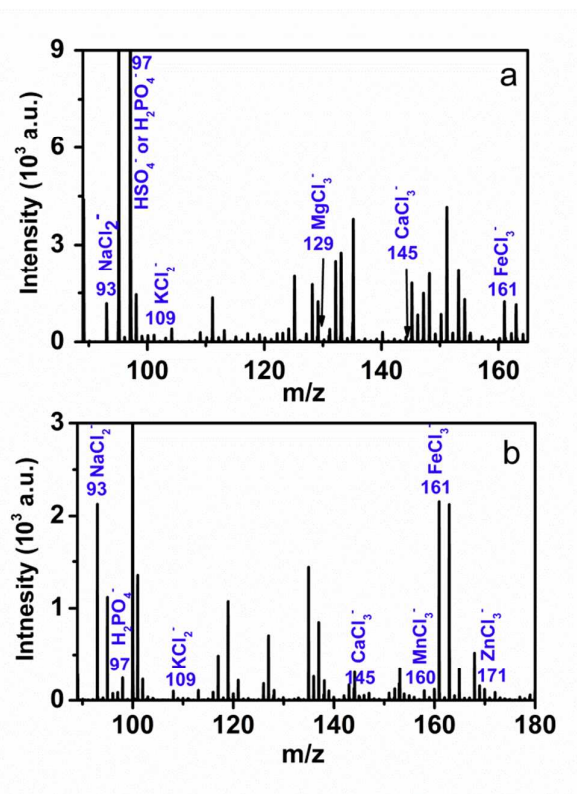 a
9
6
3
0
Intensity (10³ a.u.)
93 NaCl₂⁻
97
HSO₄⁻ or H₂PO₄⁻
KCl₂⁻
109
MgCl₃⁻
129
CaCl₃⁻
145
FeCl₃⁻
161
100 120 140 160
m/z
b
3
2
1
0
Intnesity (10³ a.u.)
93 NaCl₂⁻
H₂PO₄⁻
97
KCl₂⁻
109
CaCl₃⁻
145
MnCl₃⁻
160
FeCl₃⁻
161
ZnCl₃⁻
171
100 120 140 160 180
m/z